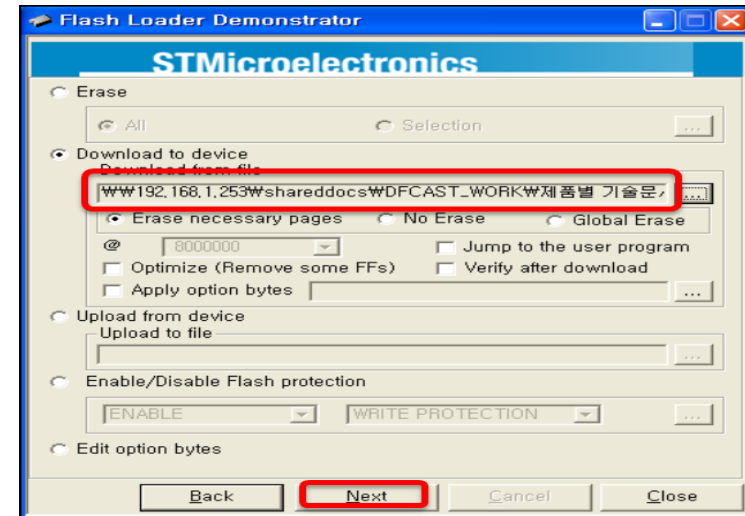 Flash Loader Demonstrator
STMicroelectronics
Erase
All Selection ...
Download to device
Download from file
₩₩192,168,1,253₩shareddocs₩DFCAST_WORK₩제품별 기술문 ...
Erase necessary pages No Erase Global Erase
@ 8000000 Jump to the user program
Optimize (Remove some FFs) Verify after download
Apply option bytes ...
Upload from device
Upload to file
...
Enable/Disable Flash protection
ENABLE WRITE PROTECTION ...
Edit option bytes
Back Next Cancel Close